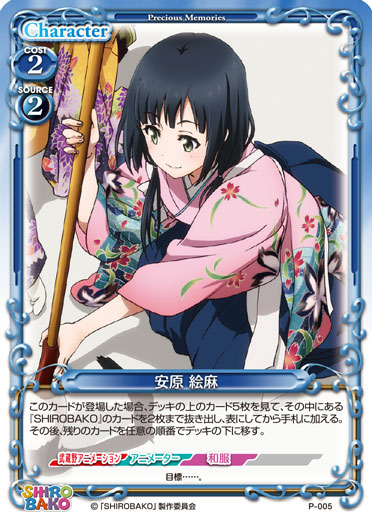 Precious Memories
Character
COST
2
SOURCE
2
安原 絵麻
このカードが登場した場合、デッキの上のカード5枚を見て、その中にある
『SHIROBAKO』のカードを2枚まで抜き出し、表にしてから手札に加える。
その後、残りのカードを任意の順番でデッキの下に移す。
武蔵野アニメーション アニメーター 和服
目標……。
SHIRO
BAKO
©『SHIROBAKO』製作委員会
P-005